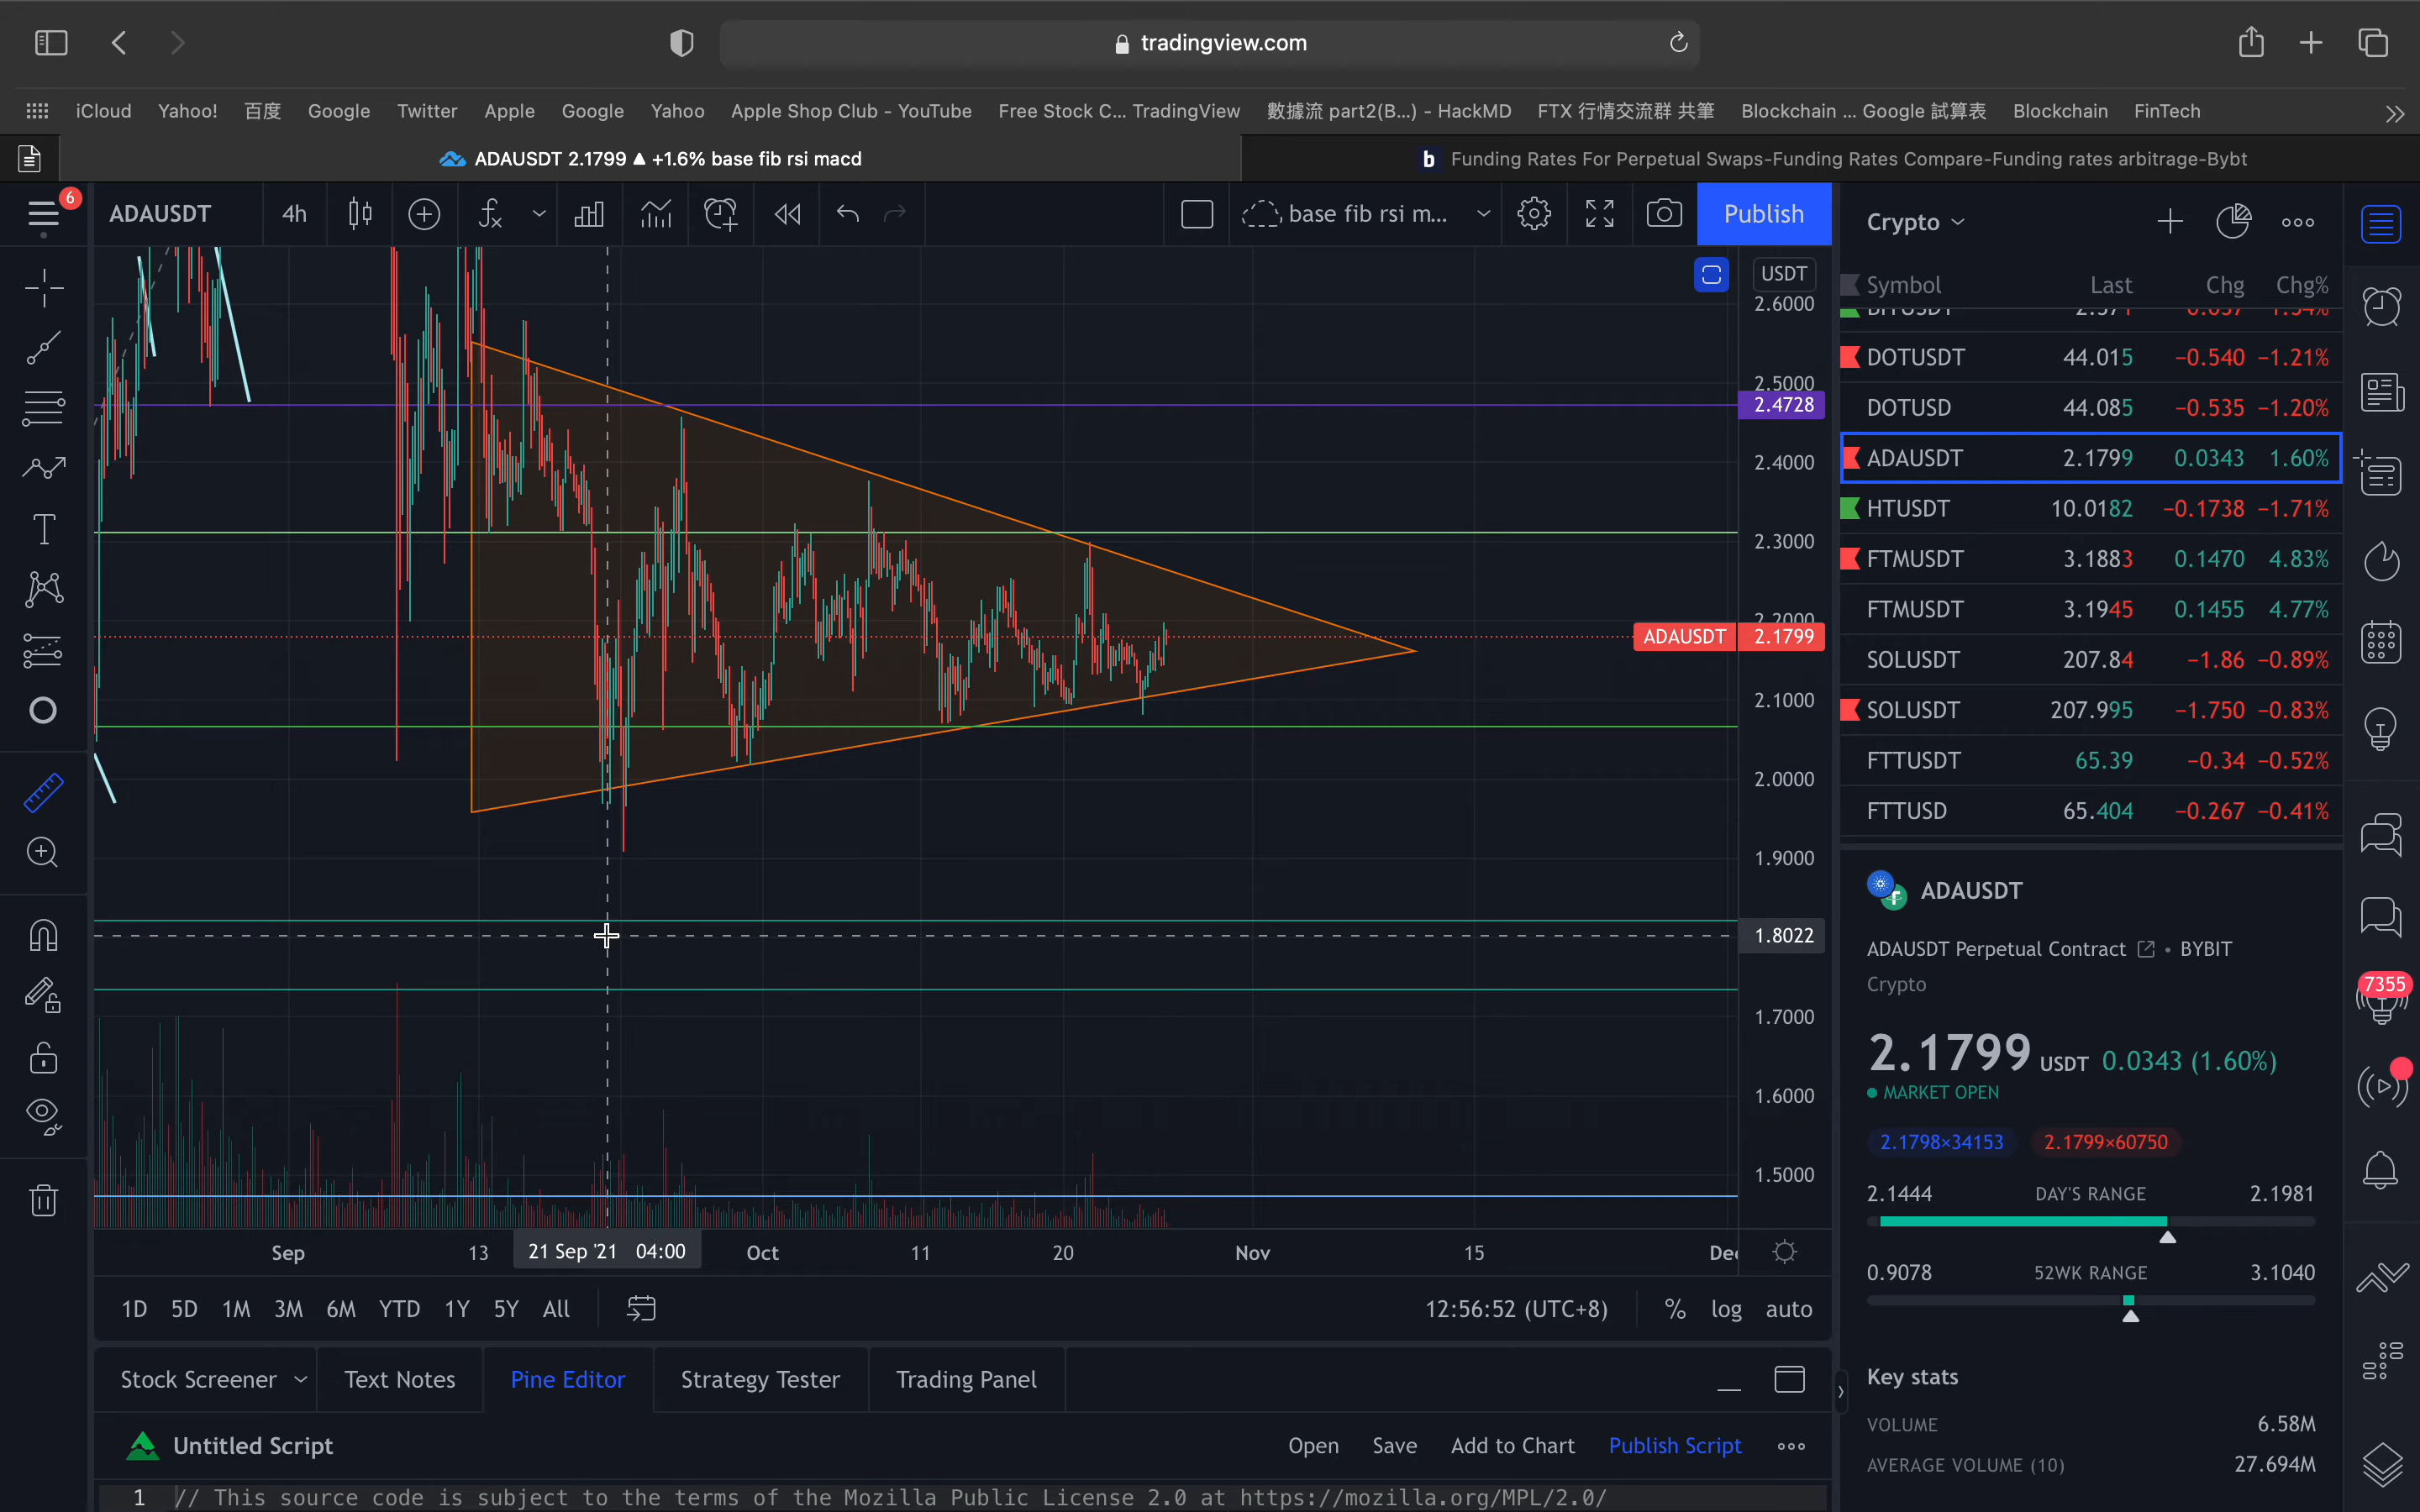 tradingview.com
iCloud Yahoo! 百度 Google Twitter Apple Google Yahoo Apple Shop Club - YouTube Free Stock C... TradingView 數據流 part2(B...) - HackMD FTX 行情交流群 共筆 Blockchain ... Google 試算表 Blockchain FinTech
ADAUSDT 2.1799 ▲ +1.6% base fib rsi macd
b Funding Rates For Perpetual Swaps-Funding Rates Compare-Funding rates arbitrage-Bybt
6 ADAUSDT 4h base fib rsi m... Publish
Crypto
Symbol Last Chg Chg%
DOTUSDT 44.015 −0.540 −1.21%
DOTUSD 44.085 −0.535 −1.20%
ADAUSDT 2.1799 0.0343 1.60%
HTUSDT 10.0182 −0.1738 −1.71%
FTMUSDT 3.1883 0.1470 4.83%
FTMUSDT 3.1945 0.1455 4.77%
SOLUSDT 207.84 −1.86 −0.89%
SOLUSDT 207.995 −1.750 −0.83%
FTTUSDT 65.39 −0.34 −0.52%
FTTUSD 65.404 −0.267 −0.41%
USDT
2.6000
2.5000
2.4728
2.4000
2.3000
2.2000
ADAUSDT 2.1799
2.1000
2.0000
1.9000
1.8022
1.7000
1.6000
1.5000
Sep 13 21 Sep '21 04:00 Oct 11 20 Nov 15
1D 5D 1M 3M 6M YTD 1Y 5Y All 12:56:52 (UTC+8) % log auto
Stock Screener Text Notes Pine Editor Strategy Tester Trading Panel
Untitled Script Open Save Add to Chart Publish Script
1 // This source code is subject to the terms of the Mozilla Public License 2.0 at https://mozilla.org/MPL/2.0/
ADAUSDT
ADAUSDT Perpetual Contract • BYBIT
Crypto
2.1799 USDT 0.0343 (1.60%)
MARKET OPEN
2.1798×34153 2.1799×60750
2.1444 DAY'S RANGE 2.1981
0.9078 52WK RANGE 3.1040
Key stats
VOLUME 6.58M
AVERAGE VOLUME (10) 27.694M
7355